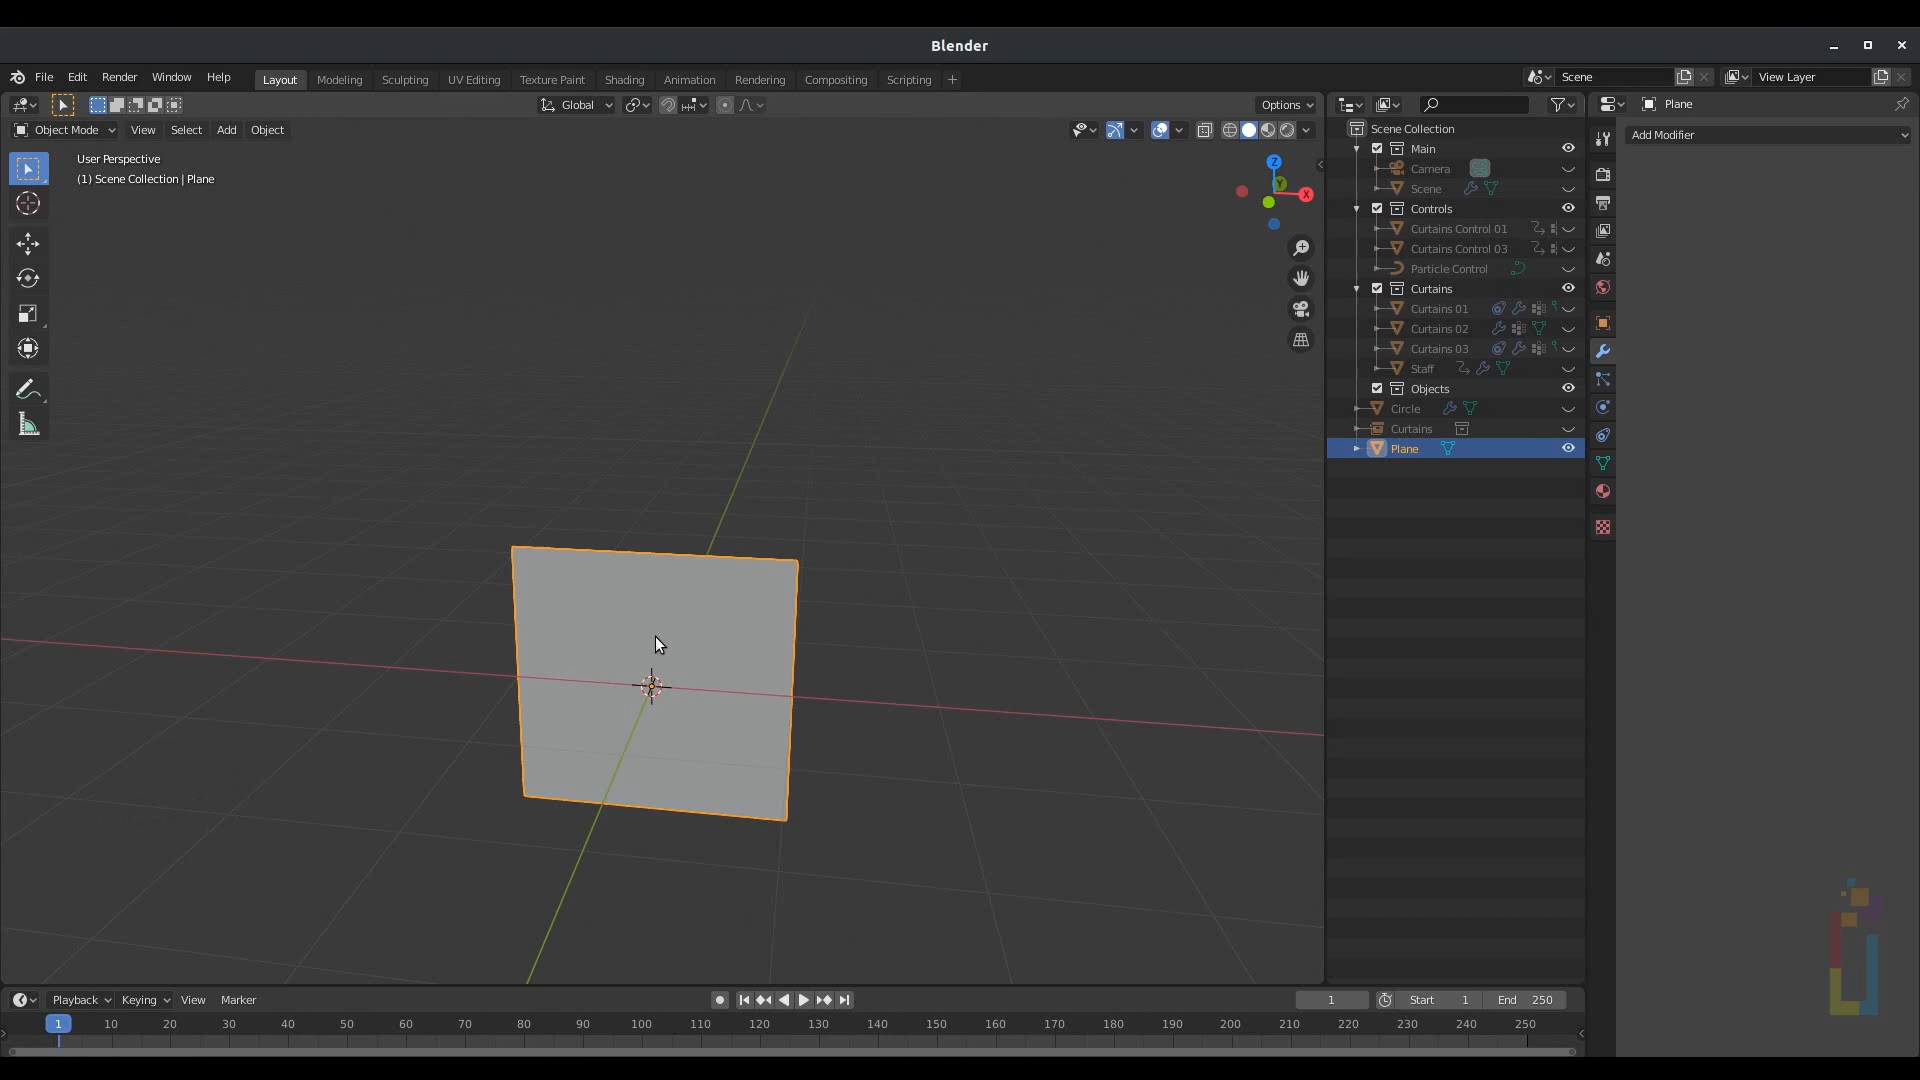 Blender
File Edit Render Window Help Layout Modeling Sculpting UV Editing Texture Paint Shading Animation Rendering Compositing Scripting + Scene View Layer
Global Options Plane
Object Mode View Select Add Object Scene Collection Add Modifier
User Perspective
(1) Scene Collection | Plane
Z
Y
X
Main
Camera
Scene
Controls
Curtains Control 01
Curtains Control 03
Particle Control
Curtains
Curtains 01
Curtains 02
Curtains 03
Staff
Objects
Circle
Curtains
Plane
Playback Keying View Marker 1 Start 1 End 250
1 10 20 30 40 50 60 70 80 90 100 110 120 130 140 150 160 170 180 190 200 210 220 230 240 250